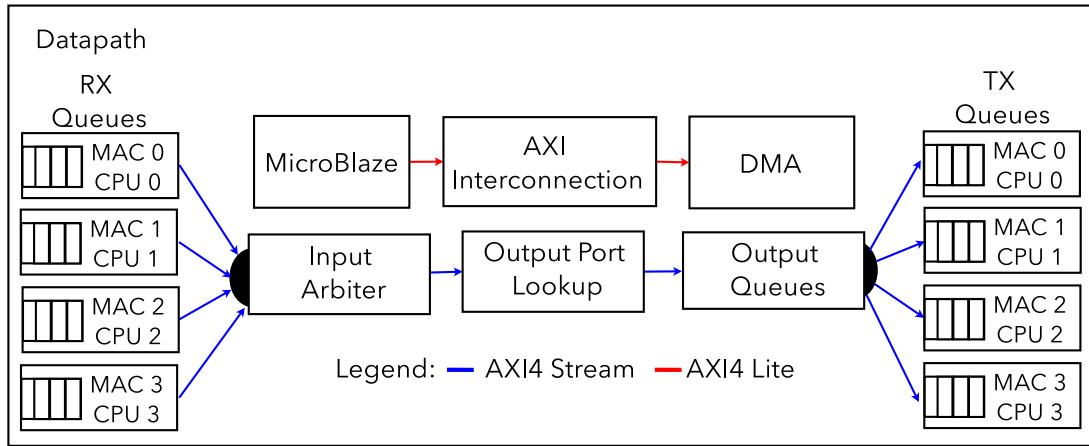 Datapath
RX
Queues
MAC 0
CPU 0
MAC 1
CPU 1
MAC 2
CPU 2
MAC 3
CPU 3
MicroBlaze
AXI
Interconnection
DMA
Input
Arbiter
Output Port
Lookup
Output
Queues
TX
Queues
MAC 0
CPU 0
MAC 1
CPU 1
MAC 2
CPU 2
MAC 3
CPU 3
Legend: AXI4 Stream AXI4 Lite